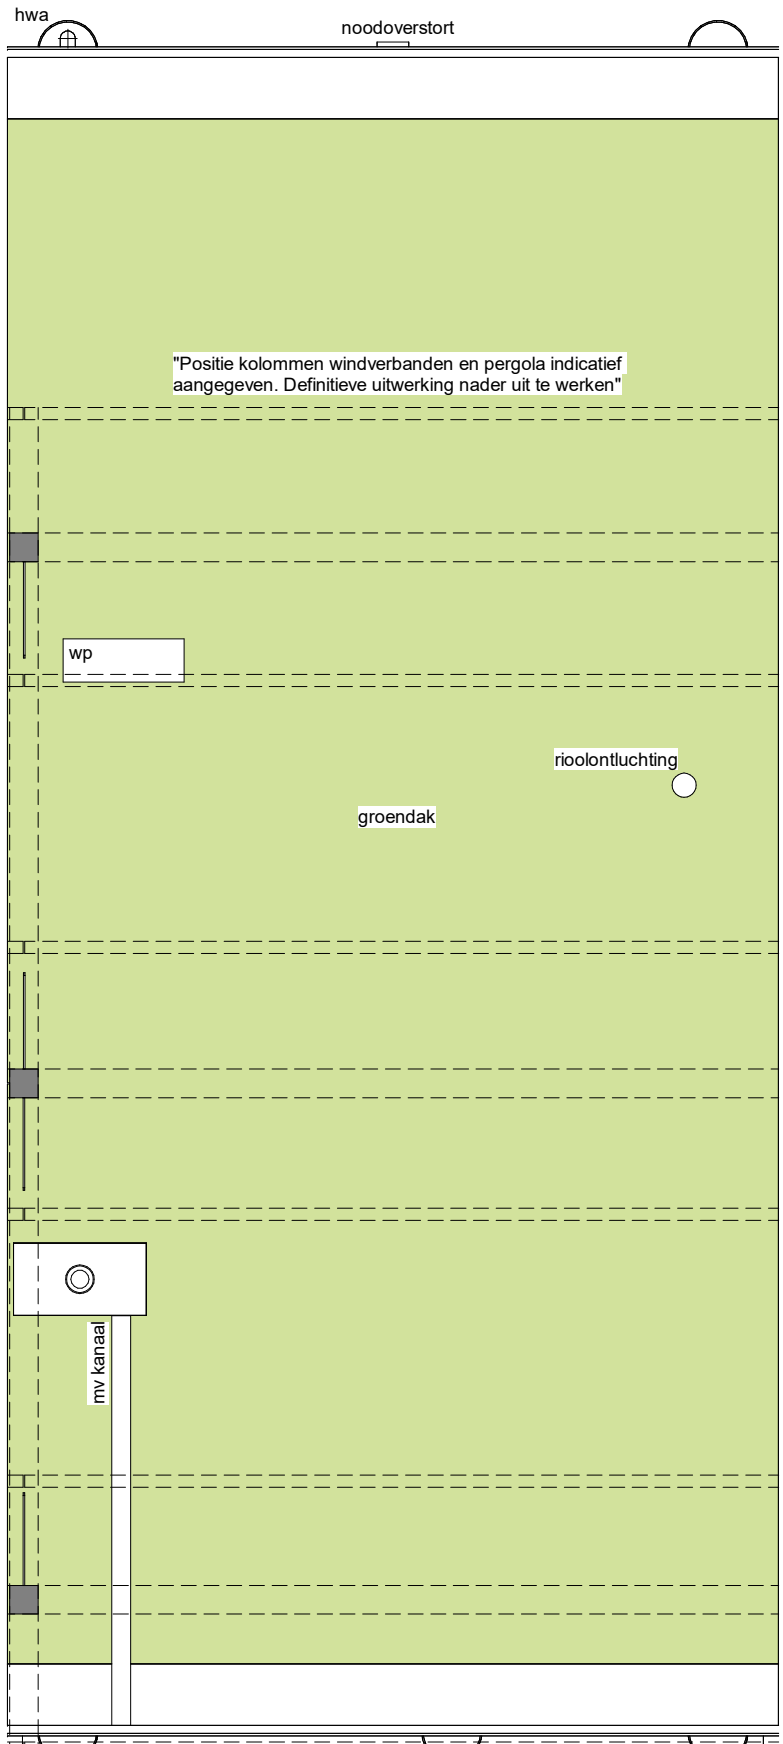 hwa
noodoverstort
"Positie kolommen windverbanden en pergola indicatief
aangegeven. Definitieve uitwerking nader uit te werken"
wp
rioolontluchting
groendak
mv kanaal